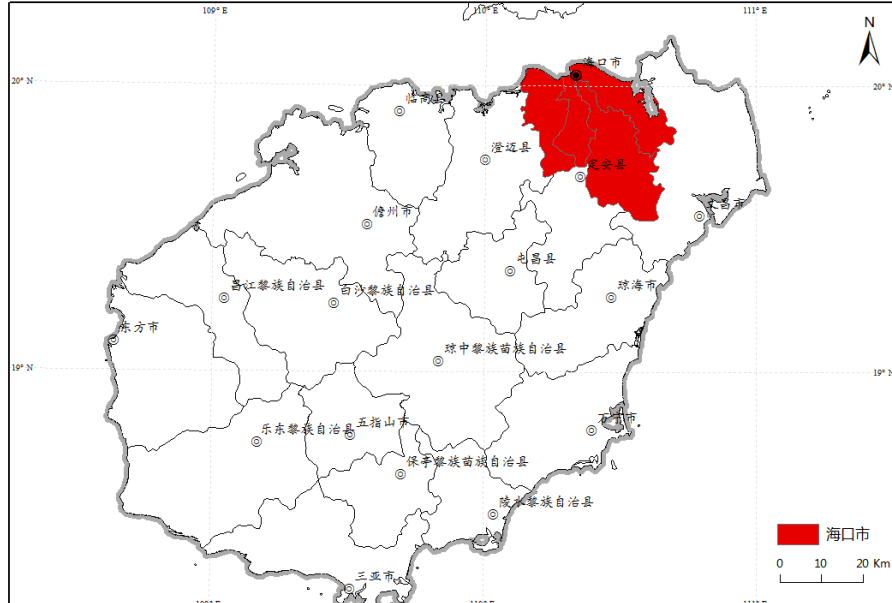 109° E
110° E
111° E
N
海口市
20° N
20° N
临高县
澄迈县
定安县
儋州市
文昌市
屯昌县
昌江黎族自治县
白沙黎族自治县
琼海市
东方市
琼中黎族苗族自治县
19° N
19° N
乐东黎族自治县
五指山市
万宁市
保亭黎族苗族自治县
陵水黎族自治县
海口市
0 10 20 Km
三亚市